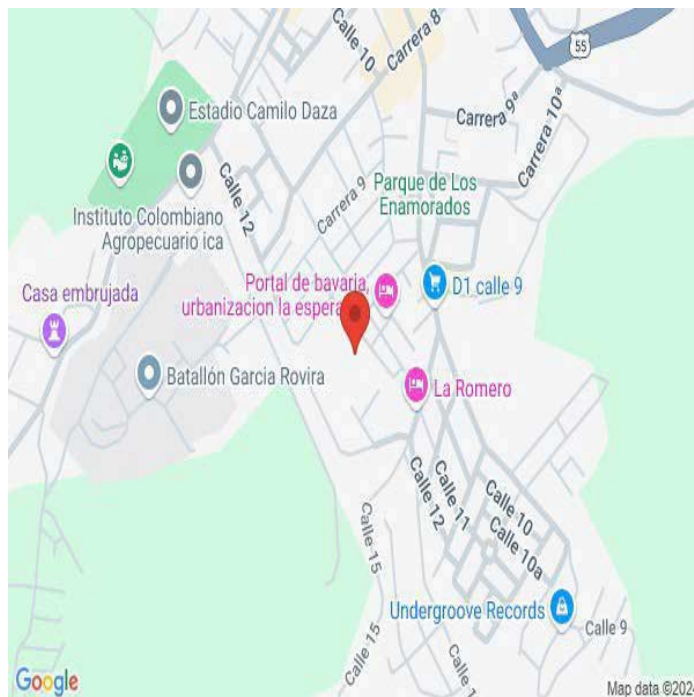 Calle 10
Carrera 8
55
Carrera 9ª
Carrera 10ª
Estadio Camilo Daza
Calle 12
Carrera 9
Parque de Los
Enamorados
Instituto Colombiano
Agropecuario ica
Portal de bavaria,
urbanizacion la espera
D1 calle 9
Casa embrujada
Batallón Garcia Rovira
La Romero
Calle 12
Calle 11
Calle 10
Calle 10a
Calle 15
Undergroove Records
Calle 9
Calle 15
Google
Map data ©202